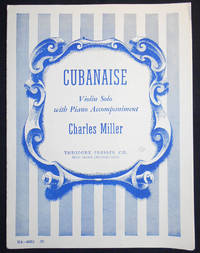 CUBANAISE
Violin Solo
with Piano Accompaniment
Charles Miller
THEODORE PRESSER CO.